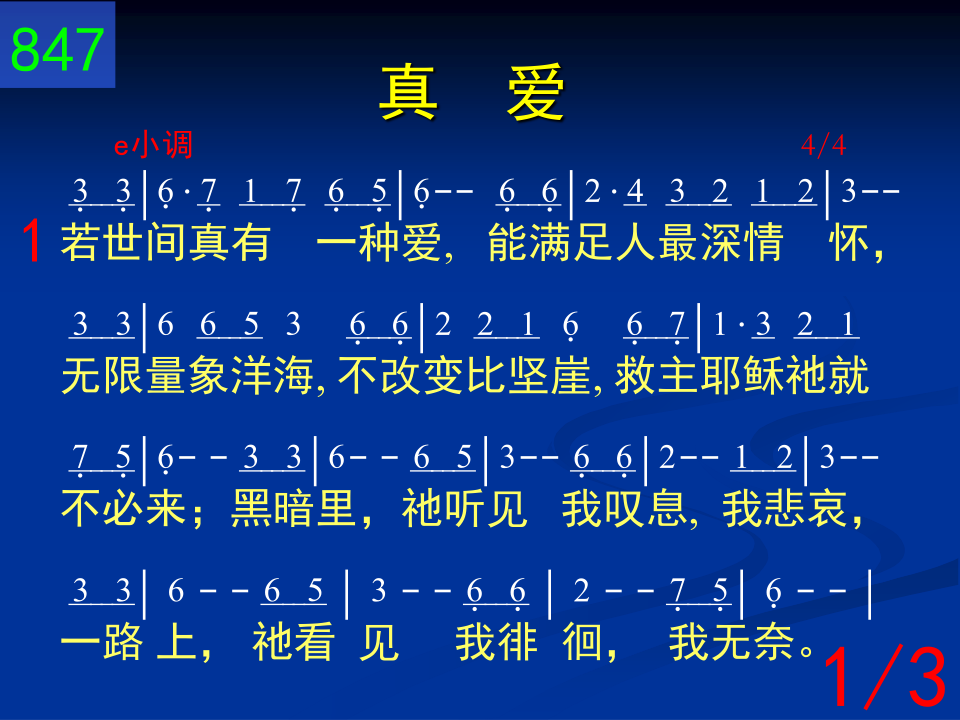 847
真 爱
e小调 4/4
3̣ 3̣|6̣·7̣ 1 7̣ 6̣ 5̣|6̣-- 6̣ 6̣|2·4 3 2 1 2|3--
1 若世间真有 一种爱, 能满足人最深情 怀，
3 3|6 6 5 3 6̣ 6̣|2 2 1 6̣ 6̣ 7̣|1·3 2 1
无限量象洋海, 不改变比坚崖, 救主耶稣祂就
7̣ 5̣|6̣-- 3 3|6-- 6 5|3-- 6̣ 6̣|2-- 1 2|3--
不必来；黑暗里，祂听见 我叹息, 我悲哀，
3 3| 6 -- 6 5 | 3 -- 6̣ 6̣ | 2 -- 7̣ 5̣| 6̣ -- |
一路 上， 祂看 见 我徘 徊， 我无奈。
1/3